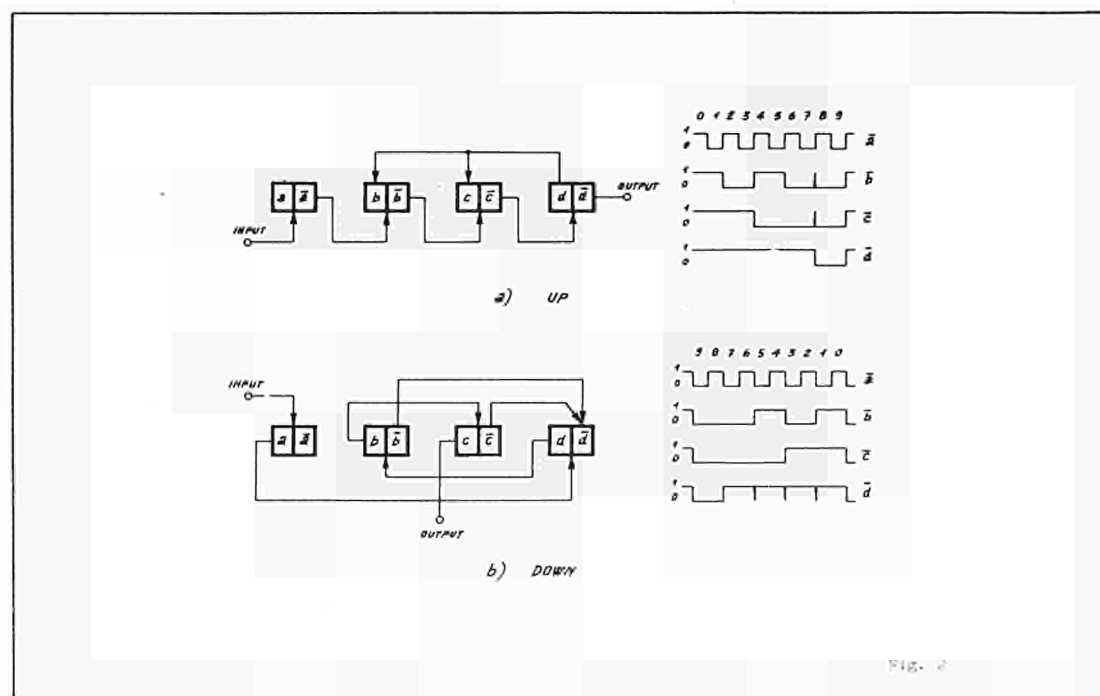 0 1 2 3 4 5 6 7 8 9
1
0
a̅
1
0
b̅
1
0
c̅
1
0
d̅
a a̅ b b̅ c c̅ d d̅
OUTPUT
INPUT
a) UP
9 8 7 6 5 4 3 2 1 0
1
0
a̅
1
0
b̅
1
0
c̅
1
0
d̅
INPUT
a a̅ b b̅ c c̅ d d̅
OUTPUT
b) DOWN
Fig. 2